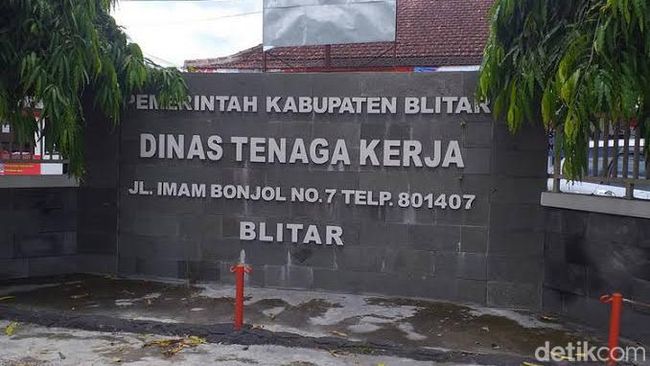 PEMERINTAH KABUPATEN BLITAR
DINAS TENAGA KERJA
JL. IMAM BONJOL NO.7 TELP. 801407
BLITAR
detikcom